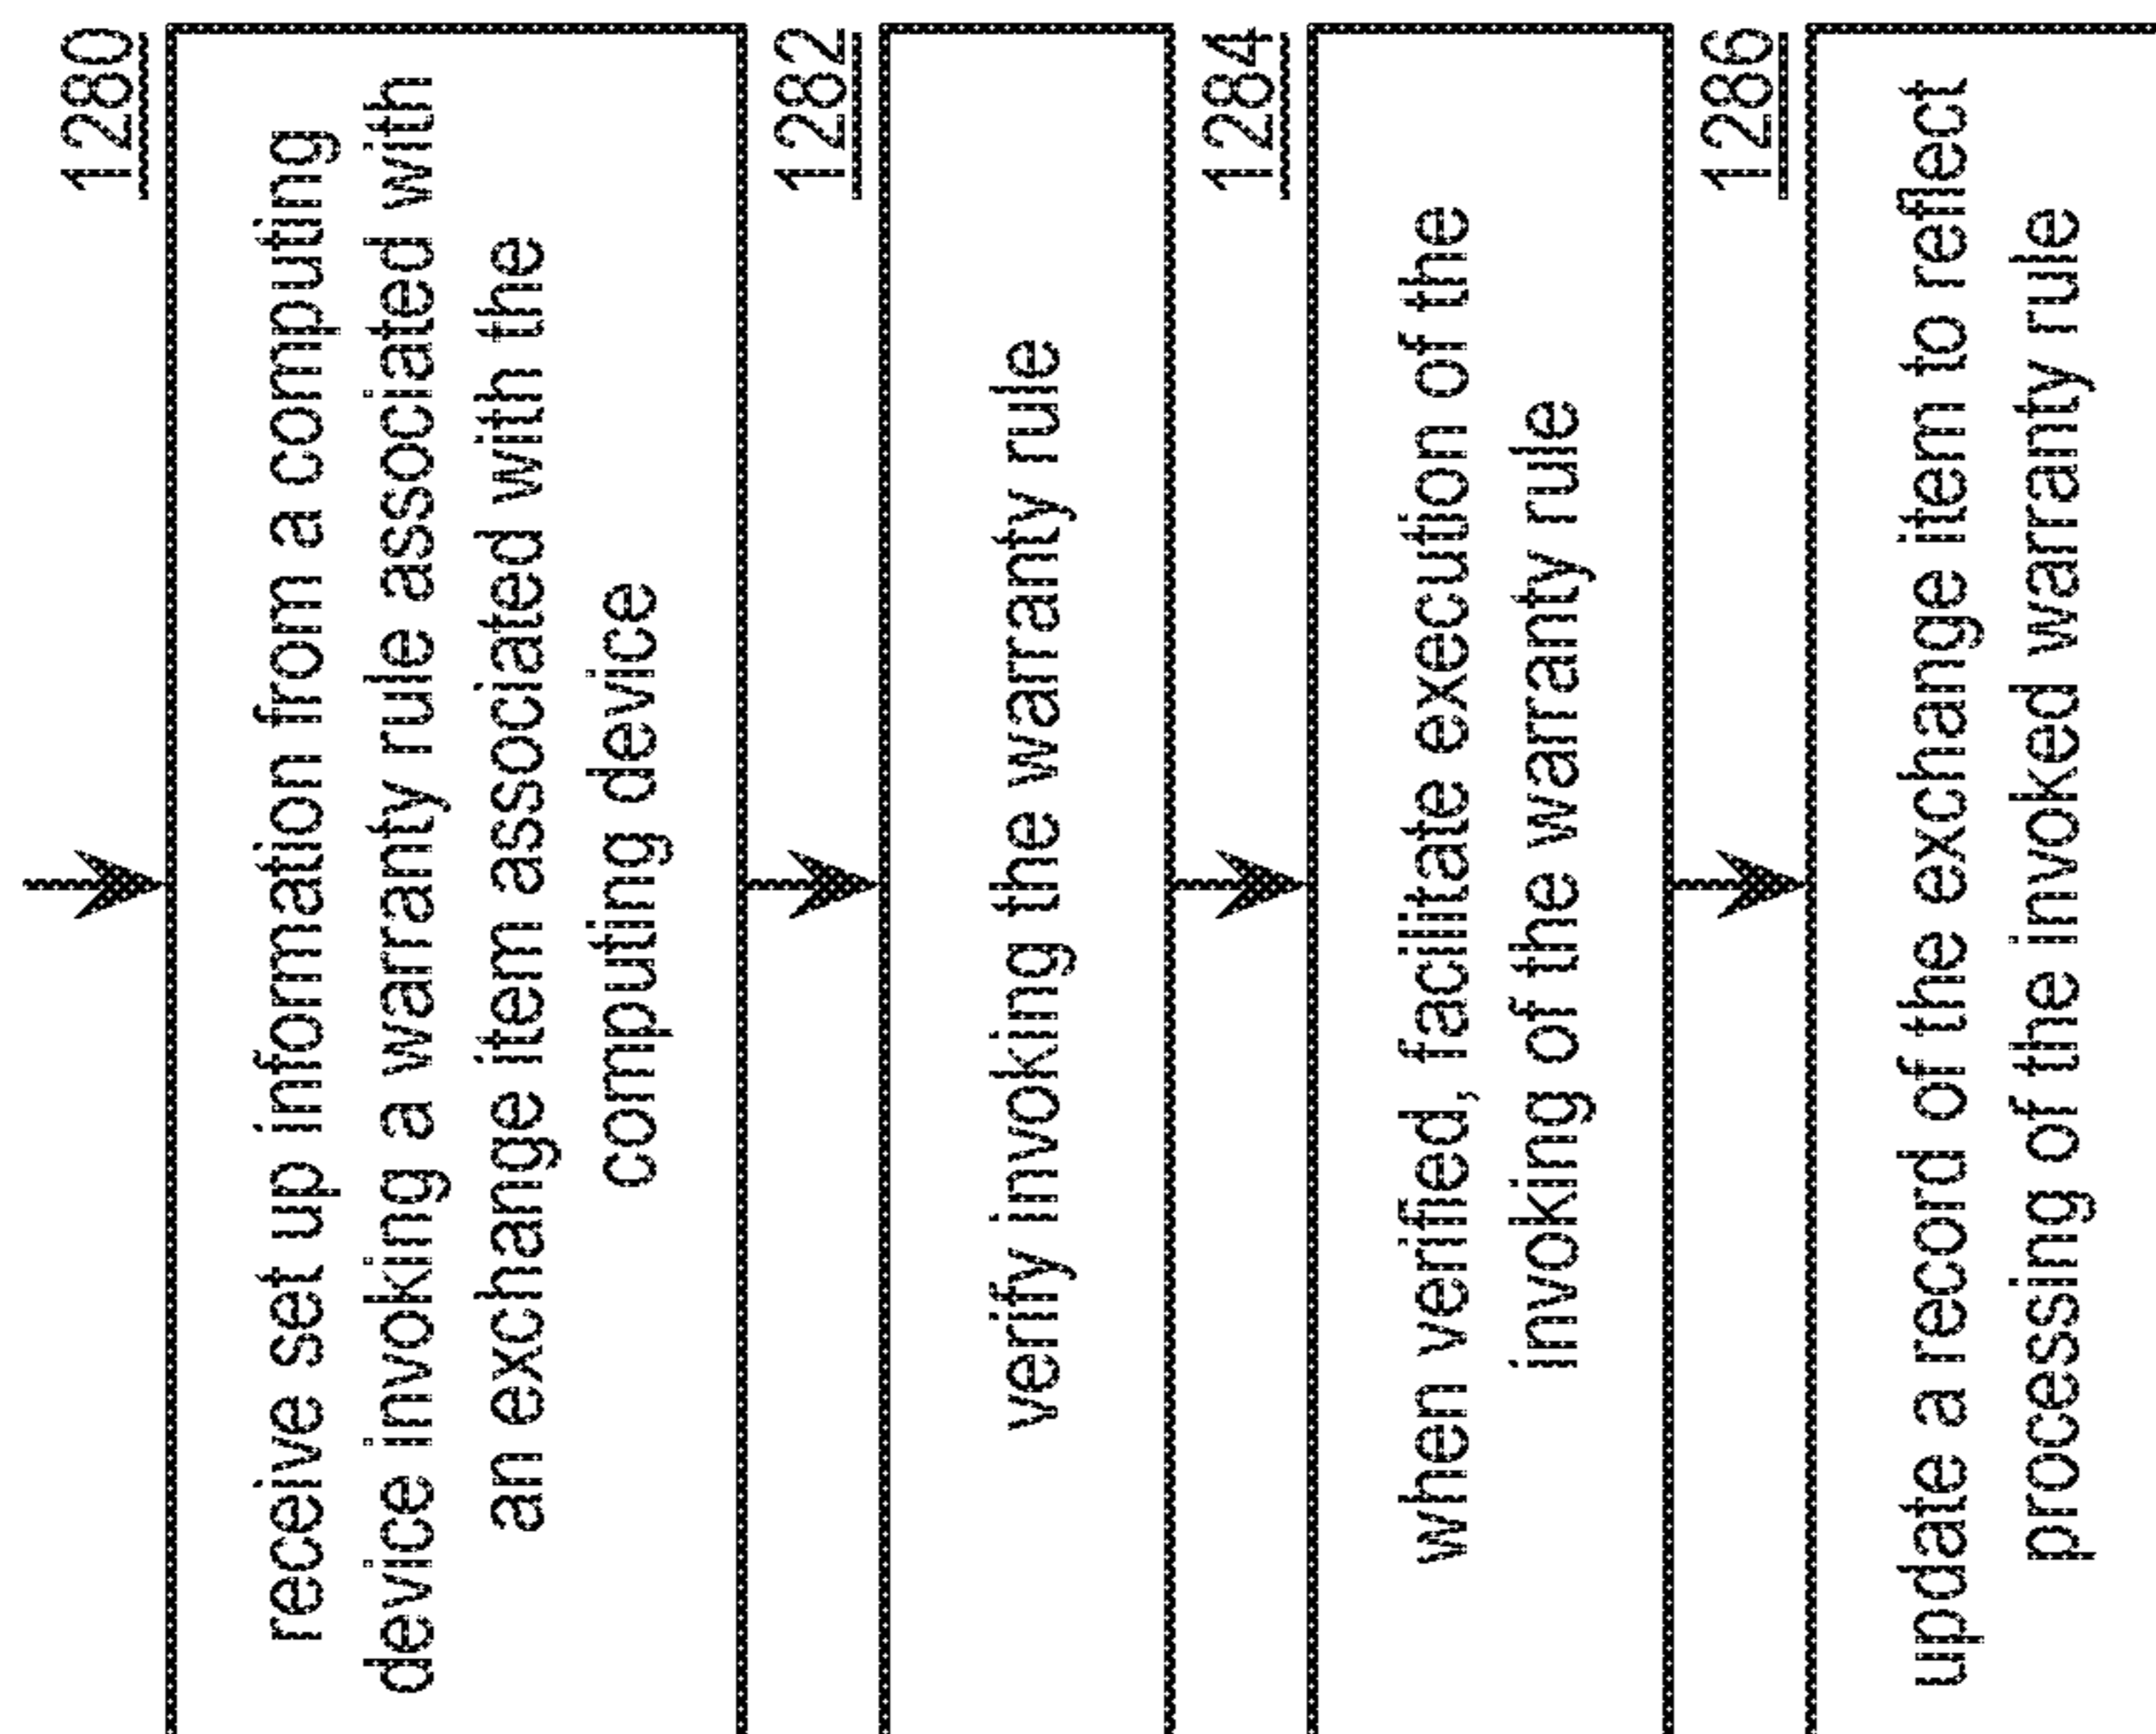 1280
receive set up information from a computing
device invoking a warranty rule associated with
an exchange item associated with the
computing device
1282
verify invoking the warranty rule
1284
when verified, facilitate execution of the
invoking of the warranty rule
1286
update a record of the exchange item to reflect
processing of the invoked warranty rule